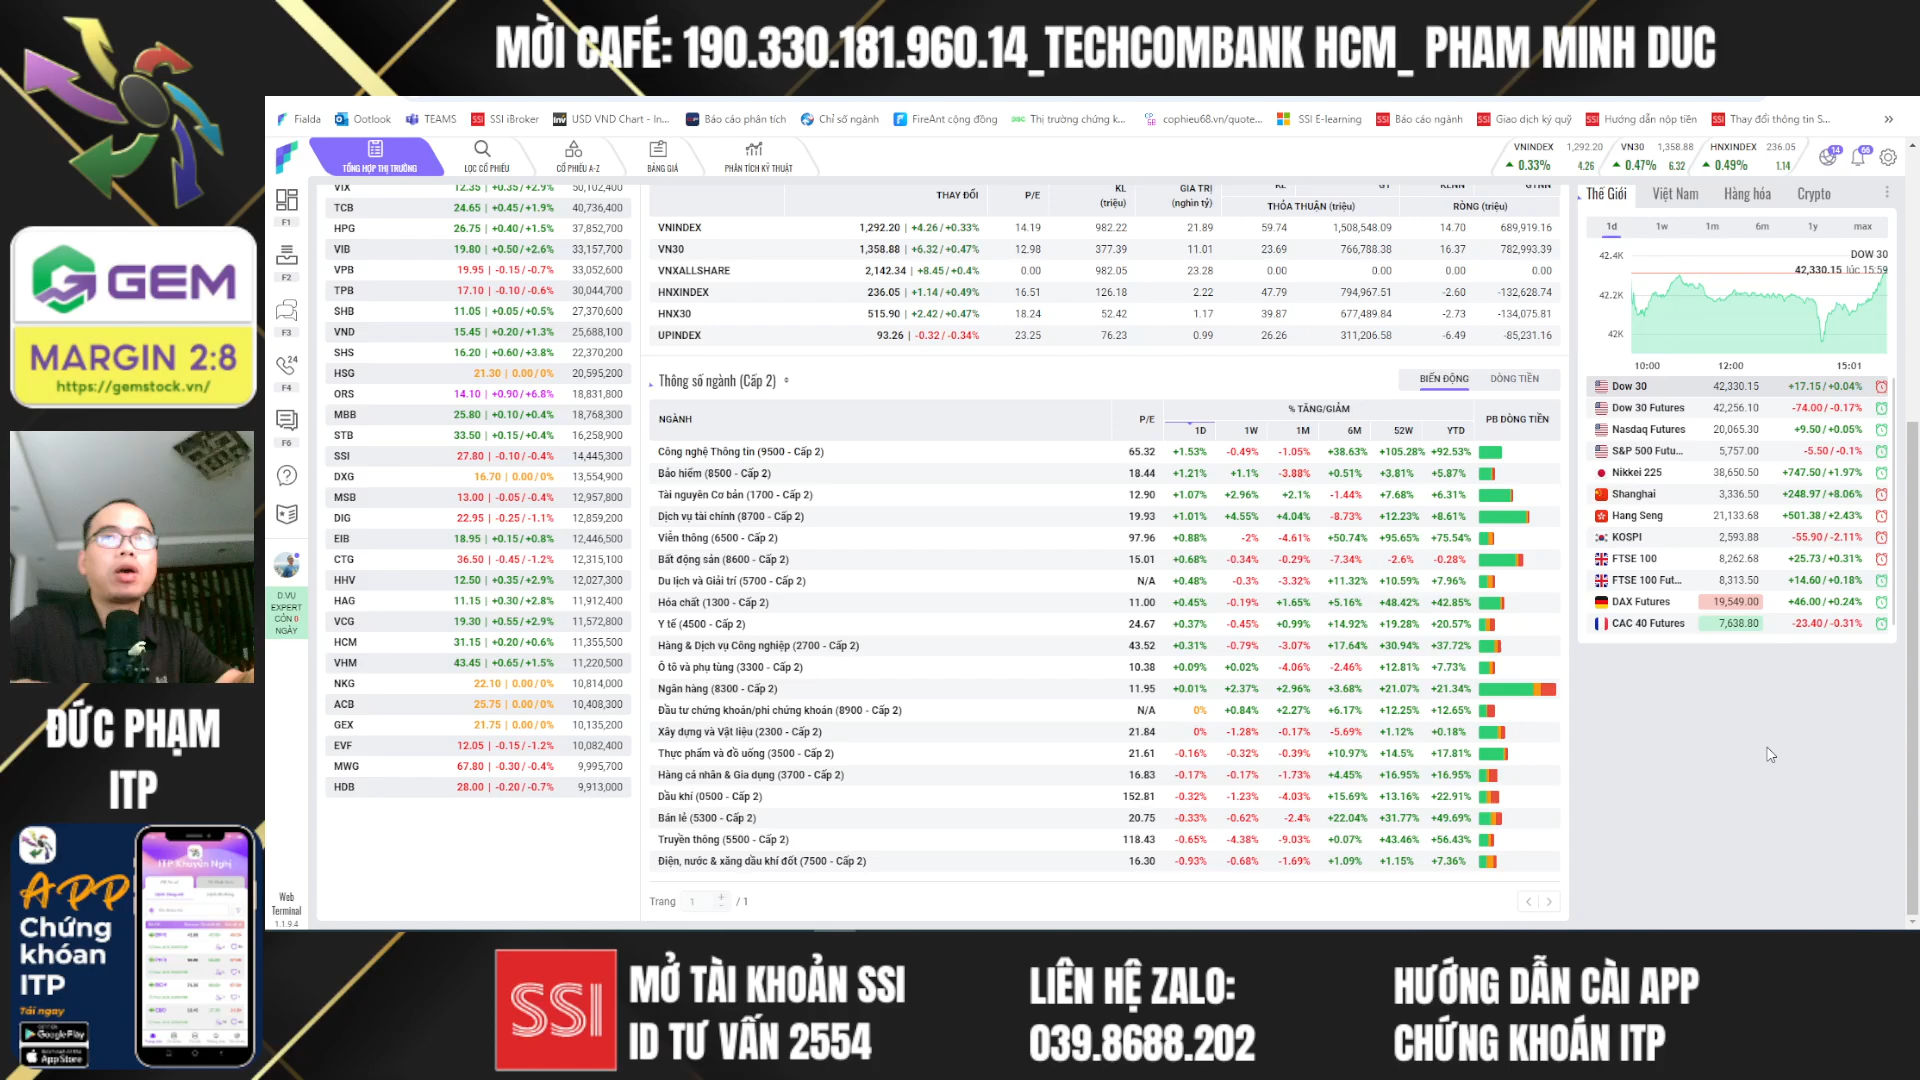 MỜI CAFÉ: 190.330.181.960.14_TECHCOMBANK HCM_ PHAM MINH DUC
Fialda Outlook TEAMS SSI iBroker USD VND Chart - In... Báo cáo phân tích Chỉ số ngành FireAnt cộng đồng Thị trường chứng k... cophieu68.vn/quote... SSI E-learning Báo cáo ngành Giao dịch ký quỹ Hướng dẫn nộp tiền Thay đổi thông tin S... »
TỔNG HỢP THỊ TRƯỜNG LỌC CỔ PHIẾU CỔ PHIẾU A-Z BẢNG GIÁ PHÂN TÍCH KỸ THUẬT
VNINDEX 1,292.20 VN30 1,358.88 HNXINDEX 236.05
0.33% 4.26 0.47% 6.32 0.49% 1.14 14 66
GEM
MARGIN 2:8
https://gemstock.vn/
ĐỨC PHẠM
ITP
APP
Chứng
khoán
ITP
Tải ngay
Google Play
App Store
ITP Khuyến Nghị
F1
F2
F3
24
F4
F6
D.VỤ
EXPERT
CÒN 0
NGÀY
Web
Terminal
1.1.9.4
VIX 12.35 | +0.35/+2.9% 50,102,400
TCB 24.65 | +0.45/+1.9% 40,736,400
HPG 26.75 | +0.40/+1.5% 37,852,700
VIB 19.80 | +0.50/+2.6% 33,157,700
VPB 19.95 | -0.15/-0.7% 33,052,600
TPB 17.10 | -0.10/-0.6% 30,044,700
SHB 11.05 | +0.05/+0.5% 27,370,600
VND 15.45 | +0.20/+1.3% 25,688,100
SHS 16.20 | +0.60/+3.8% 22,370,200
HSG 21.30 | 0.00/0% 20,595,200
ORS 14.10 | +0.90/+6.8% 18,831,800
MBB 25.80 | +0.10/+0.4% 18,768,300
STB 33.50 | +0.15/+0.4% 16,258,900
SSI 27.80 | -0.10/-0.4% 14,445,300
DXG 16.70 | 0.00/0% 13,554,900
MSB 13.00 | -0.05/-0.4% 12,957,800
DIG 22.95 | -0.25/-1.1% 12,859,200
EIB 18.95 | +0.15/+0.8% 12,446,500
CTG 36.50 | -0.45/-1.2% 12,315,100
HHV 12.50 | +0.35/+2.9% 12,027,300
HAG 11.15 | +0.30/+2.8% 11,912,400
VCG 19.30 | +0.55/+2.9% 11,572,800
HCM 31.15 | +0.20/+0.6% 11,355,500
VHM 43.45 | +0.65/+1.5% 11,220,500
NKG 22.10 | 0.00/0% 10,814,000
ACB 25.75 | 0.00/0% 10,408,300
GEX 21.75 | 0.00/0% 10,135,200
EVF 12.05 | -0.15/-1.2% 10,082,400
MWG 67.80 | -0.30/-0.4% 9,995,700
HDB 28.00 | -0.20/-0.7% 9,913,000
THAY ĐỔI P/E KL (triệu) GIÁ TRỊ (nghìn tỷ) KL GT KLNN GTNN
THỎA THUẬN (triệu) RÒNG (triệu)
VNINDEX 1,292.20 | +4.26/+0.33% 14.19 982.22 21.89 59.74 1,508,548.09 14.70 689,919.16
VN30 1,358.88 | +6.32/+0.47% 12.98 377.39 11.01 23.69 766,788.38 16.37 782,993.39
VNXALLSHARE 2,142.34 | +8.45/+0.4% 0.00 982.05 23.28 0.00 0.00 0.00 0.00
HNXINDEX 236.05 | +1.14/+0.49% 16.51 126.18 2.22 47.79 794,967.51 -2.60 -132,628.74
HNX30 515.90 | +2.42/+0.47% 18.24 52.42 1.17 39.87 677,489.84 -2.73 -134,075.81
UPINDEX 93.26 | -0.32/-0.34% 23.25 76.23 0.99 26.26 311,206.58 -6.49 -85,231.16
Thông số ngành (Cấp 2) BIẾN ĐỘNG DÒNG TIỀN
NGÀNH P/E % TĂNG/GIẢM PB DÒNG TIỀN
1D 1W 1M 6M 52W YTD
Công nghệ Thông tin (9500 - Cấp 2) 65.32 +1.53% -0.49% -1.05% +38.63% +105.28% +92.53%
Bảo hiểm (8500 - Cấp 2) 18.44 +1.21% +1.1% -3.88% +0.51% +3.81% +5.87%
Tài nguyên Cơ bản (1700 - Cấp 2) 12.90 +1.07% +2.96% +2.1% -1.44% +7.68% +6.31%
Dịch vụ tài chính (8700 - Cấp 2) 19.93 +1.01% +4.55% +4.04% -8.73% +12.23% +8.61%
Viễn thông (6500 - Cấp 2) 97.96 +0.88% -2% -4.61% +50.74% +95.65% +75.54%
Bất động sản (8600 - Cấp 2) 15.01 +0.68% -0.34% -0.29% -7.34% -2.6% -0.28%
Du lịch và Giải trí (5700 - Cấp 2) N/A +0.48% -0.3% -3.32% +11.32% +10.59% +7.96%
Hóa chất (1300 - Cấp 2) 11.00 +0.45% -0.19% +1.65% +5.16% +48.42% +42.85%
Y tế (4500 - Cấp 2) 24.67 +0.37% -0.45% +0.99% +14.92% +19.28% +20.57%
Hàng & Dịch vụ Công nghiệp (2700 - Cấp 2) 43.52 +0.31% -0.79% -3.07% +17.64% +30.94% +37.72%
Ô tô và phụ tùng (3300 - Cấp 2) 10.38 +0.09% +0.02% -4.06% -2.46% +12.81% +7.73%
Ngân hàng (8300 - Cấp 2) 11.95 +0.01% +2.37% +2.96% +3.68% +21.07% +21.34%
Đầu tư chứng khoán/phi chứng khoán (8900 - Cấp 2) N/A 0% +0.84% +2.27% +6.17% +12.25% +12.65%
Xây dựng và Vật liệu (2300 - Cấp 2) 21.84 0% -1.28% -0.17% -5.69% +1.12% +0.18%
Thực phẩm và đồ uống (3500 - Cấp 2) 21.61 -0.16% -0.32% -0.39% +10.97% +14.5% +17.81%
Hàng cá nhân & Gia dụng (3700 - Cấp 2) 16.83 -0.17% -0.17% -1.73% +4.45% +16.95% +16.95%
Dầu khí (0500 - Cấp 2) 152.81 -0.32% -1.23% -4.03% +15.69% +13.16% +22.91%
Bán lẻ (5300 - Cấp 2) 20.75 -0.33% -0.62% -2.4% +22.04% +31.77% +49.69%
Truyền thông (5500 - Cấp 2) 118.43 -0.65% -4.38% -9.03% +0.07% +43.46% +56.43%
Điện, nước & xăng dầu khí đốt (7500 - Cấp 2) 16.30 -0.93% -0.68% -1.69% +1.09% +1.15% +7.36%
Trang 1 / 1
Thế Giới Việt Nam Hàng hóa Crypto
1d 1w 1m 6m 1y max
DOW 30
42,330.15 lúc 15:59
42.4K
42.2K
42K
10:00 12:00 15:01
Dow 30 42,330.15 +17.15/+0.04%
Dow 30 Futures 42,256.10 -74.00/-0.17%
Nasdaq Futures 20,065.30 +9.50/+0.05%
S&P 500 Futu... 5,757.00 -5.50/-0.1%
Nikkei 225 38,650.50 +747.50/+1.97%
Shanghai 3,336.50 +248.97/+8.06%
Hang Seng 21,133.68 +501.38/+2.43%
KOSPI 2,593.88 -55.90/-2.11%
FTSE 100 8,262.68 +25.73/+0.31%
FTSE 100 Fut... 8,313.50 +14.60/+0.18%
DAX Futures 19,549.00 +46.00/+0.24%
CAC 40 Futures 7,638.80 -23.40/-0.31%
SSI
MỞ TÀI KHOẢN SSI
ID TƯ VẤN 2554
LIÊN HỆ ZALO:
039.8688.202
HƯỚNG DẪN CÀI APP
CHỨNG KHOÁN ITP